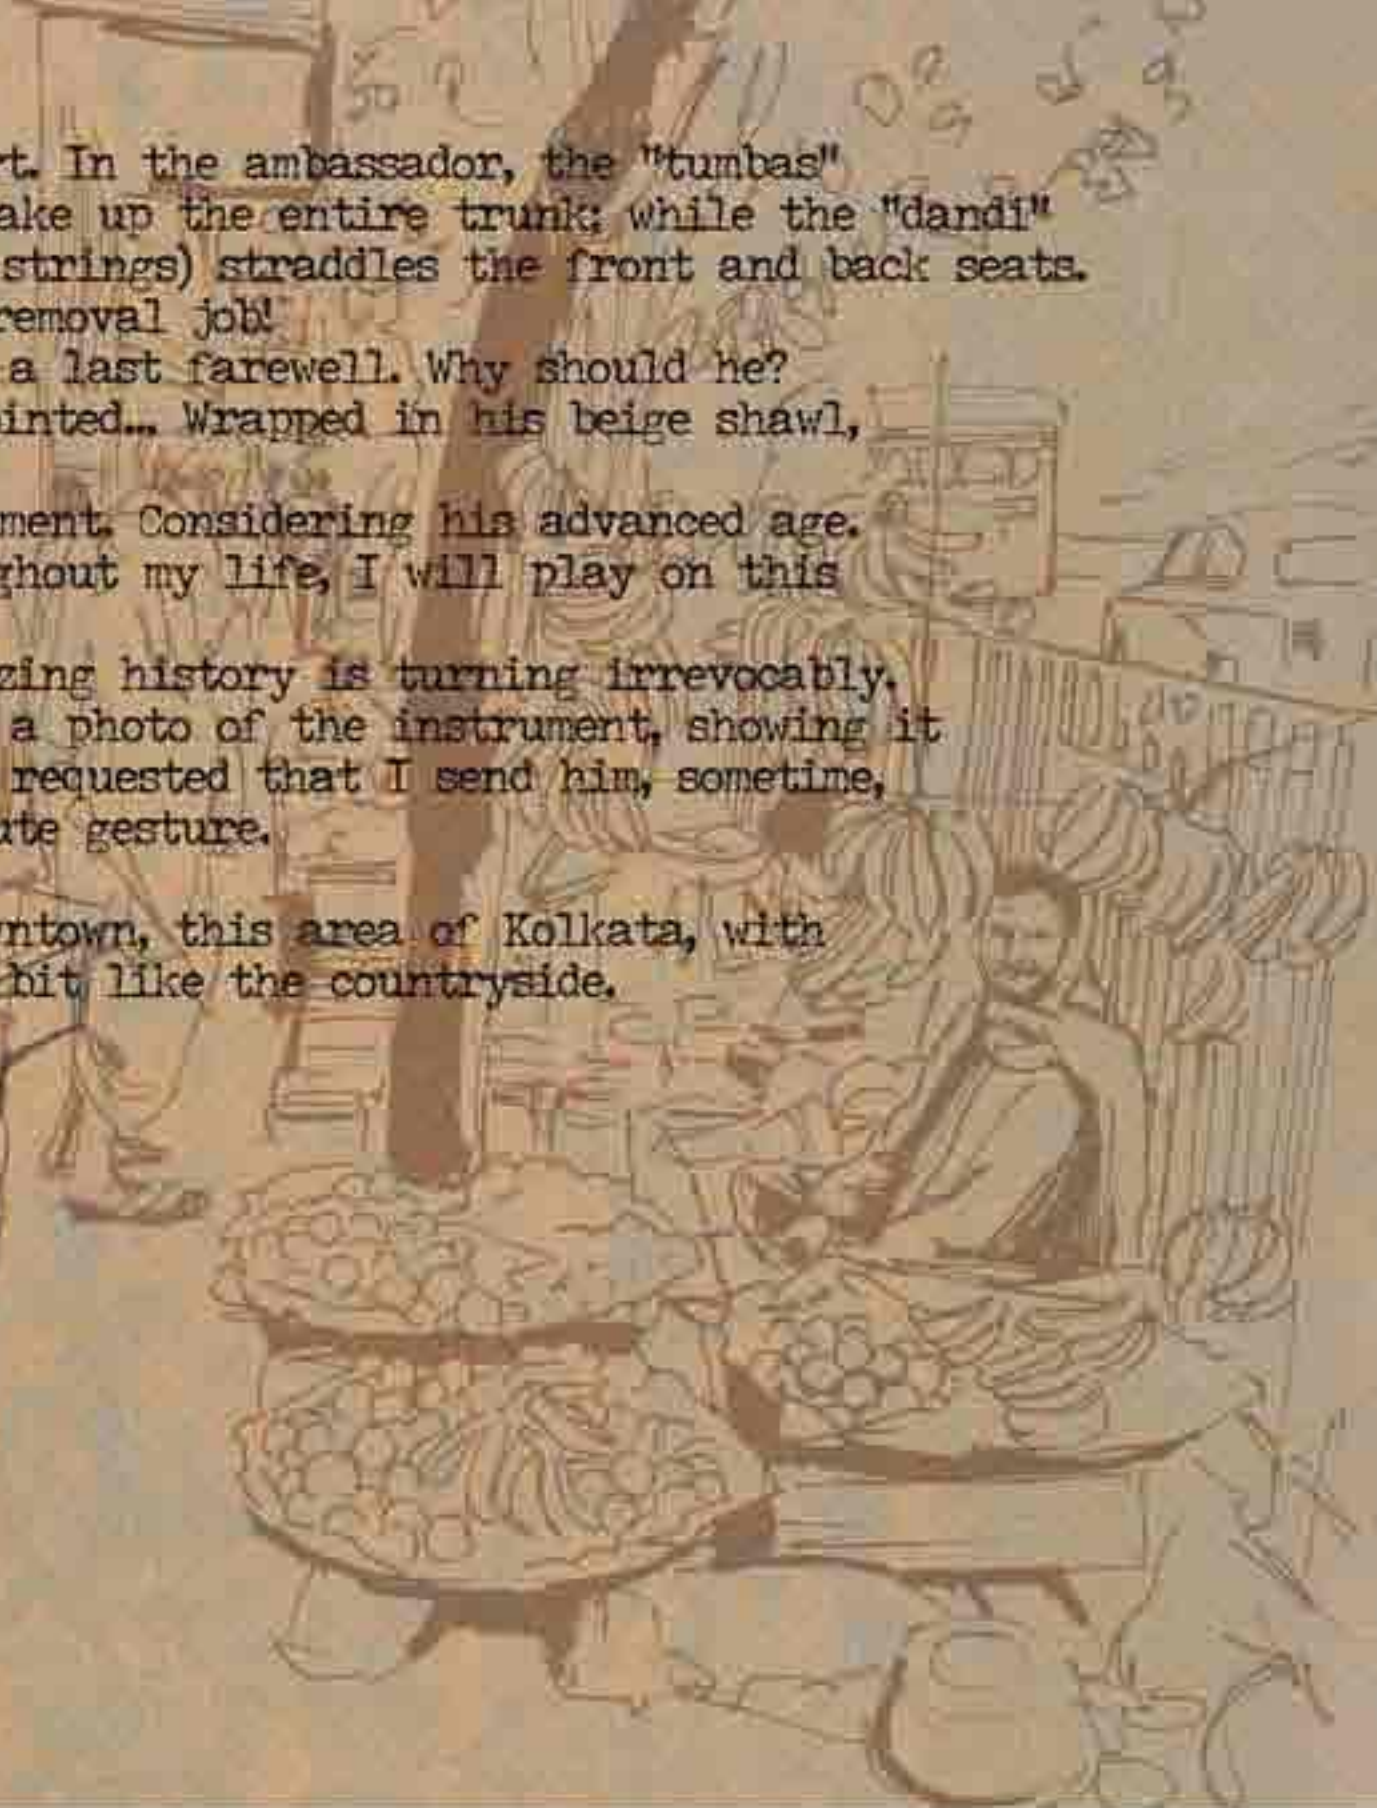 rt. In the ambassador, the "tumbas"
ake up the entire trunk; while the "dandi"
strings) straddles the front and back seats.
removal job!
a last farewell. Why should he?
inted... Wrapped in his beige shawl,
ment. Considering his advanced age.
ghout my life, I will play on this
zing history is turning irrevocably.
a photo of the instrument, showing it
requested that I send him, sometime,
ute gesture.
wntown, this area of Kolkata, with
bit like the countryside.